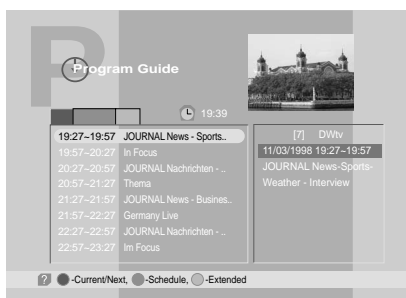 Program Guide
19:39
19:27~19:57 JOURNAL News - Sports..
19:57~20:27 In Focus
20:27~20:57 JOURNAL Nachrichten - ..
20:57~21:27 Thema
21:27~21:57 JOURNAL News - Busines..
21:57~22:27 Germany Live
22:27~22:57 JOURNAL Nachrichten - ..
22:57~23:27 Im Focus
[7] DWtv
11/03/1998 19:27~19:57
JOURNAL News-Sports-
Weather - Interview
? -Current/Next, -Schedule, -Extended